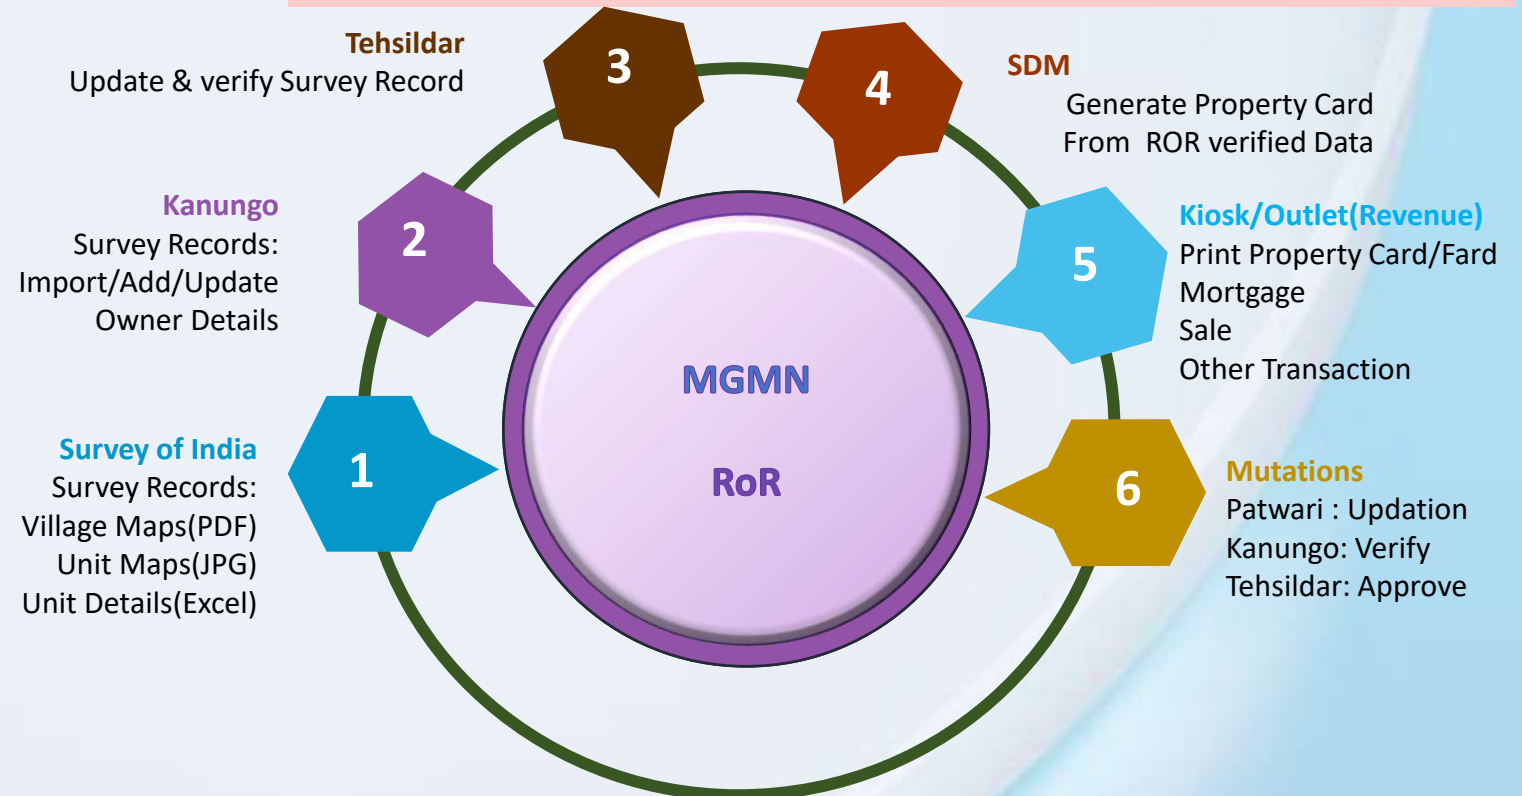 1
Survey of India
Survey Records:
Village Maps(PDF)
Unit Maps(JPG)
Unit Details(Excel)
2
Kanungo
Survey Records:
Import/Add/Update
Owner Details
3
Tehsildar
Update & verify Survey Record
4
SDM
Generate Property Card
From ROR verified Data
5
Kiosk/Outlet(Revenue)
Print Property Card/Fard
Mortgage
Sale
Other Transaction
6
Mutations
Patwari : Updation
Kanungo: Verify
Tehsildar: Approve
MGMN
RoR